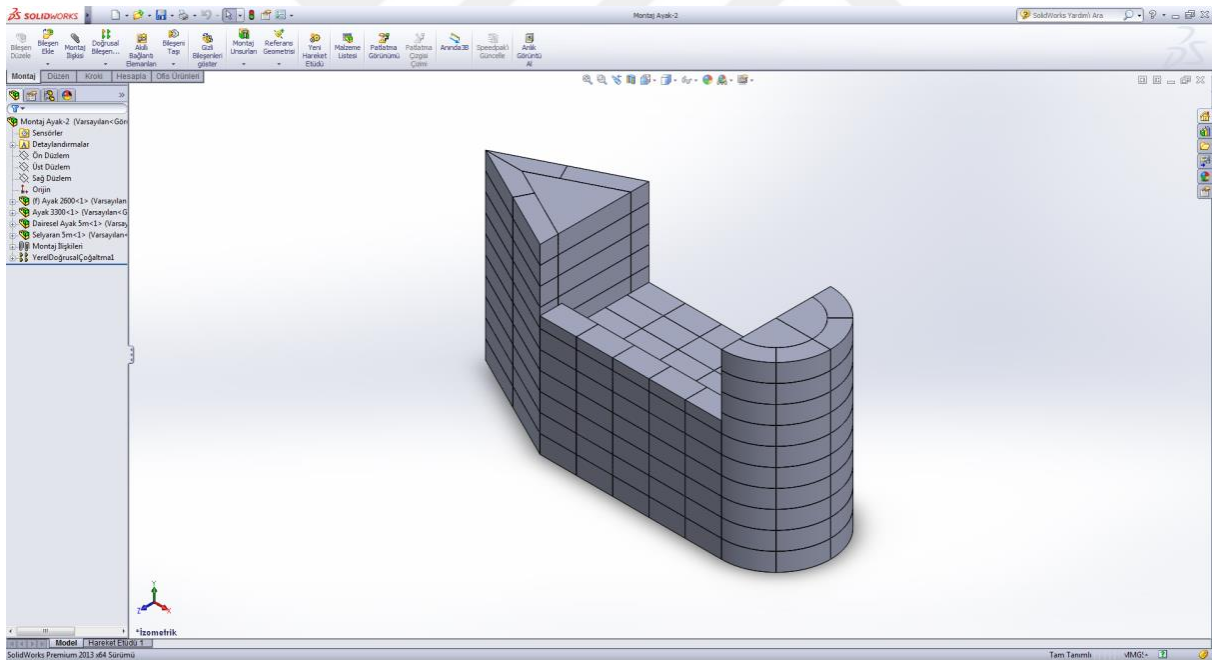 SOLIDWORKS
Montaj Ayak-2
SolidWorks Yardım'ı Ara
Bileşen Düzele
Bileşen Ekle
Montaj İlişkisi
Doğrusal Bileşen...
Akıllı Bağlantı Elemanları
Bileşeni Taşı
Gizli Bileşenleri göster
Montaj Unsurları
Referans Geometrisi
Yeni Hareket Etüdü
Malzeme Listesi
Patlatma Görünümü
Patlatma Çizgisi Çizimi
Anında3B
Speedpak'i Güncelle
Anlık Görüntü Al
Montaj Düzen Kroki Hesapla Ofis Ürünleri
Montaj Ayak-2 (Varsayılan<Görü
Sensörler
Detaylandırmalar
Ön Düzlem
Üst Düzlem
Sağ Düzlem
Orijin
(f) Ayak 2600<1> (Varsayılan
Ayak 3300<1> (Varsayılan<G
Dairesel Ayak 5m<1> (Varsay
Selyaran 5m<1> (Varsayılan<
Montaj İlişkileri
YerelDoğrusalÇoğaltma1
Y
Z
X
*İzometrik
Model Hareket Etüdü 1
SolidWorks Premium 2013 x64 Sürümü
Tam Tanımlı